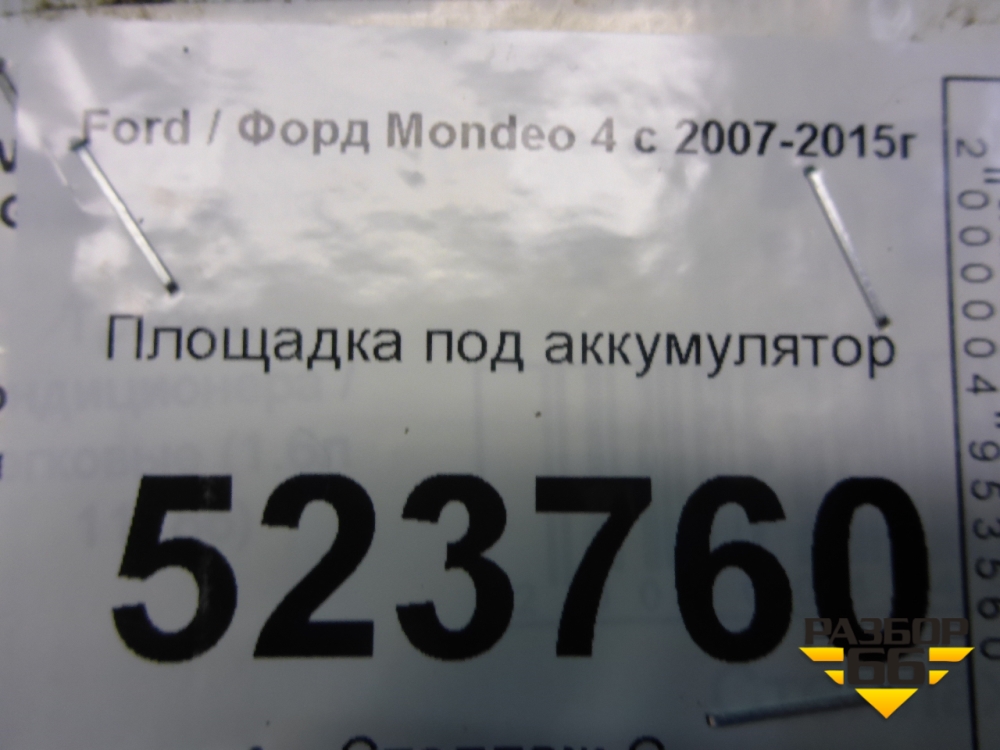 Ford / Форд Mondeo 4 с 2007-2015г
Площадка под аккумулятор
523760
РАЗБОР
66